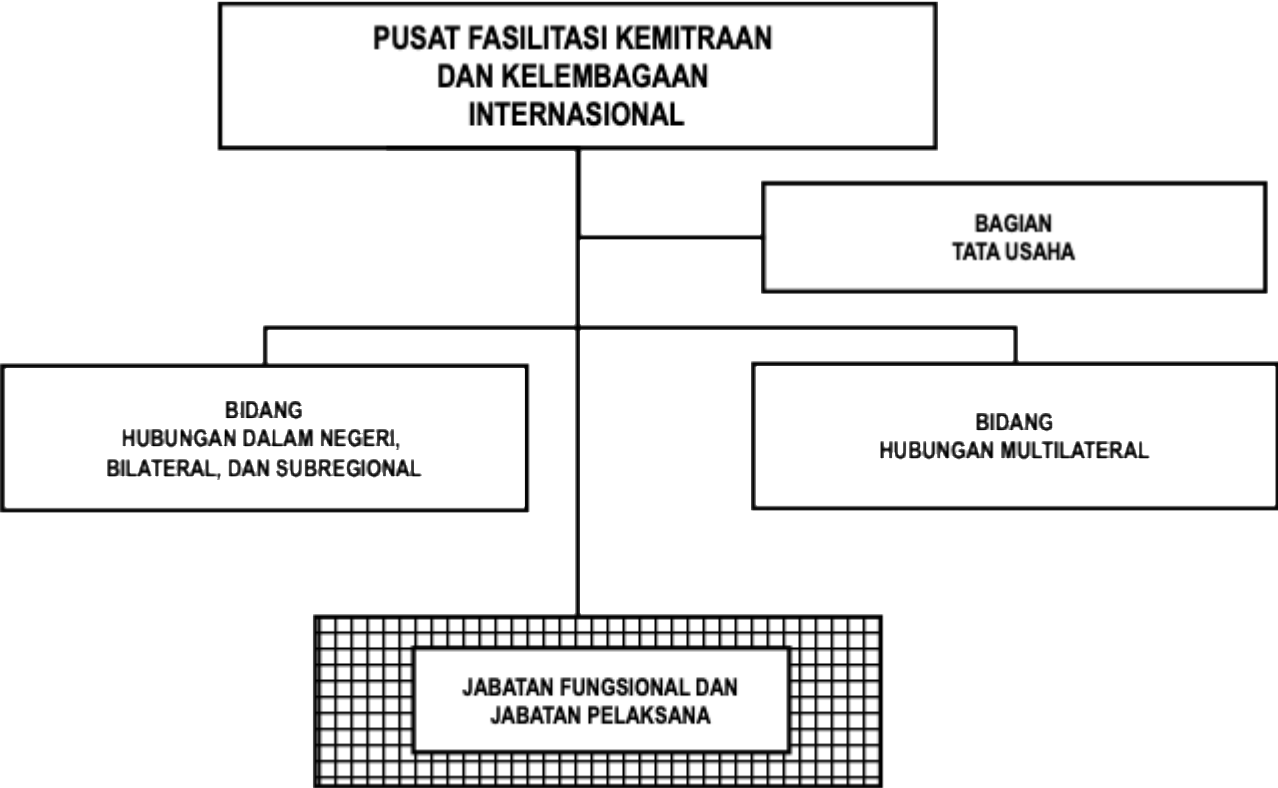 PUSAT FASILITASI KEMITRAAN
DAN KELEMBAGAAN
INTERNASIONAL
BAGIAN
TATA USAHA
BIDANG
HUBUNGAN DALAM NEGERI,
BILATERAL, DAN SUBREGIONAL
BIDANG
HUBUNGAN MULTILATERAL
JABATAN FUNGSIONAL DAN
JABATAN PELAKSANA